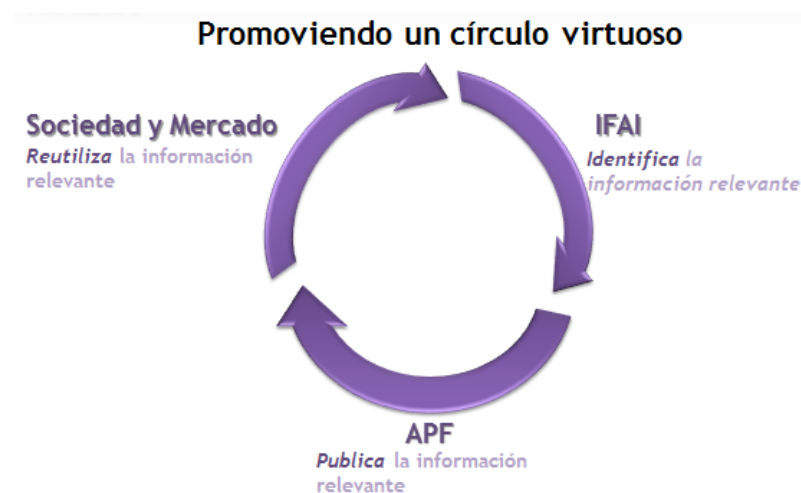 Promoviendo un círculo virtuoso
Sociedad y Mercado
Reutiliza la información
relevante
IFAI
Identifica la
información relevante
APF
Publica la información
relevante